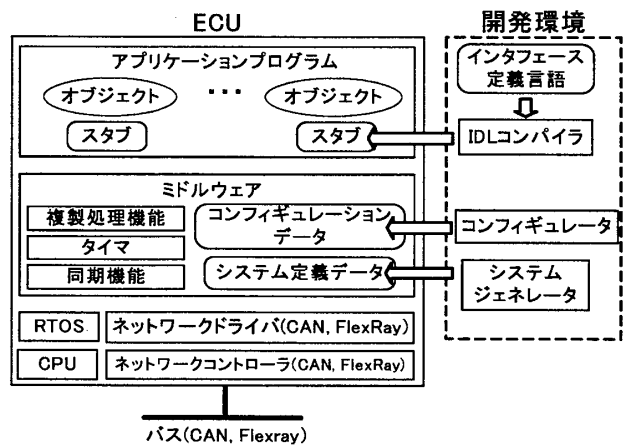 ECU
開発環境
アプリケーションプログラム
オブジェクト
・・・
オブジェクト
スタブ
スタブ
インタフェース
定義言語
IDLコンパイラ
ミドルウェア
複製処理機能
タイマ
同期機能
コンフィギュレーション
データ
システム定義データ
コンフィギュレータ
システム
ジェネレータ
RTOS
ネットワークドライバ(CAN, FlexRay)
CPU
ネットワークコントローラ(CAN, FlexRay)
バス(CAN, Flexray)